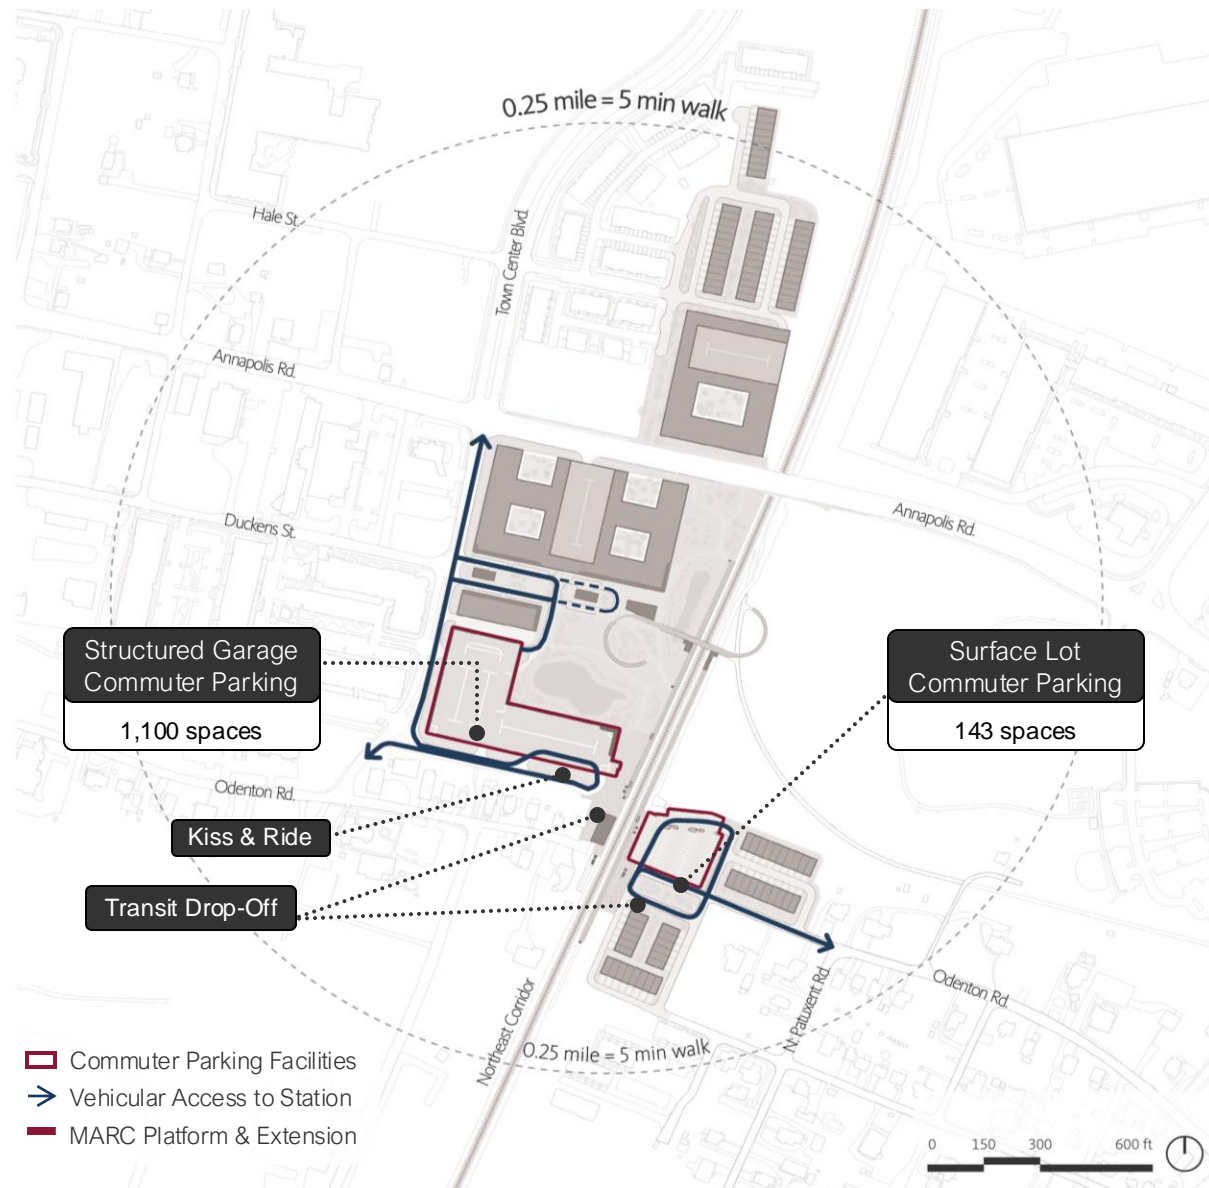 0.25 mile = 5 min walk
Hale St.
Town Center Blvd.
Annapolis Rd.
Annapolis Rd.
Duckens St.
Structured Garage
Commuter Parking
1,100 spaces
Surface Lot
Commuter Parking
143 spaces
Odenton Rd.
Kiss & Ride
Transit Drop-Off
Odenton Rd.
N. Patuxent Rd.
Northeast Corridor
0.25 mile = 5 min walk
Commuter Parking Facilities
Vehicular Access to Station
MARC Platform & Extension
0 150 300 600 ft